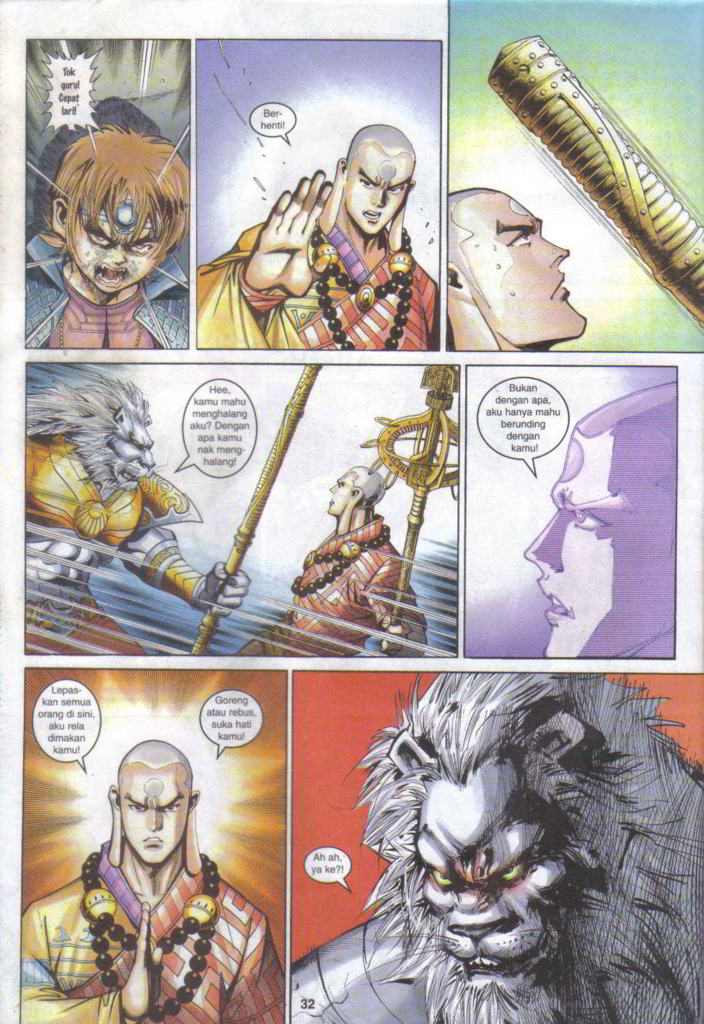 Tok
guru!
Cepat
lari!
Ber-
henti!
Hee,
kamu mahu
menghalang
aku? Dengan
apa kamu
nak meng-
halang!
Bukan
dengan apa,
aku hanya mahu
berunding
dengan
kamu!
Lepas-
kan semua
orang di sini,
aku rela
dimakan
kamu!
Goreng
atau rebus,
suka hati
kamu!
Ah ah,
ya ke?!
32